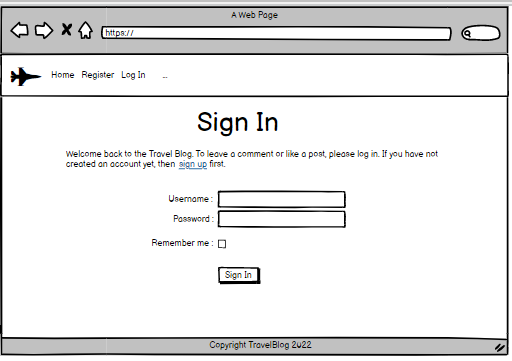 A Web Page
https://
Home Register Log In ...
Sign In
Welcome back to the Travel Blog. To leave a comment or like a post, please log in. If you have not
created an account yet, then sign up first.
Username :
Password :
Remember me :
Sign In
Copyright TravelBlog 2022